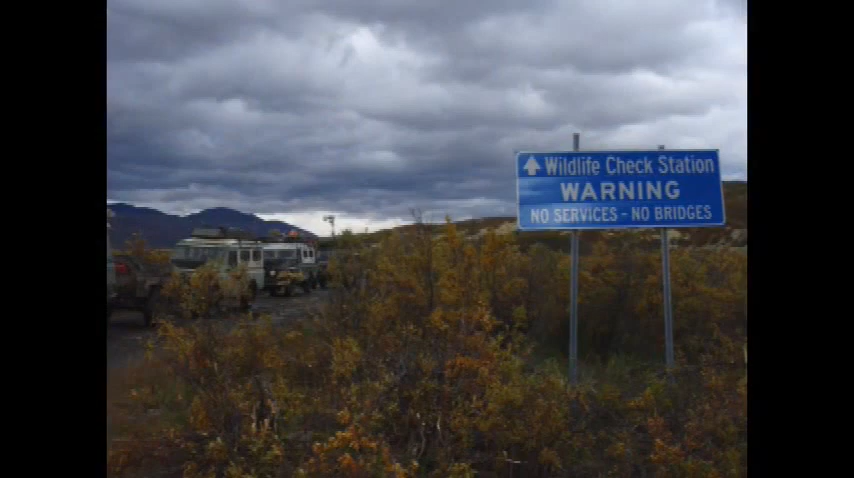 Wildlife Check Station
WARNING
NO SERVICES - NO BRIDGES